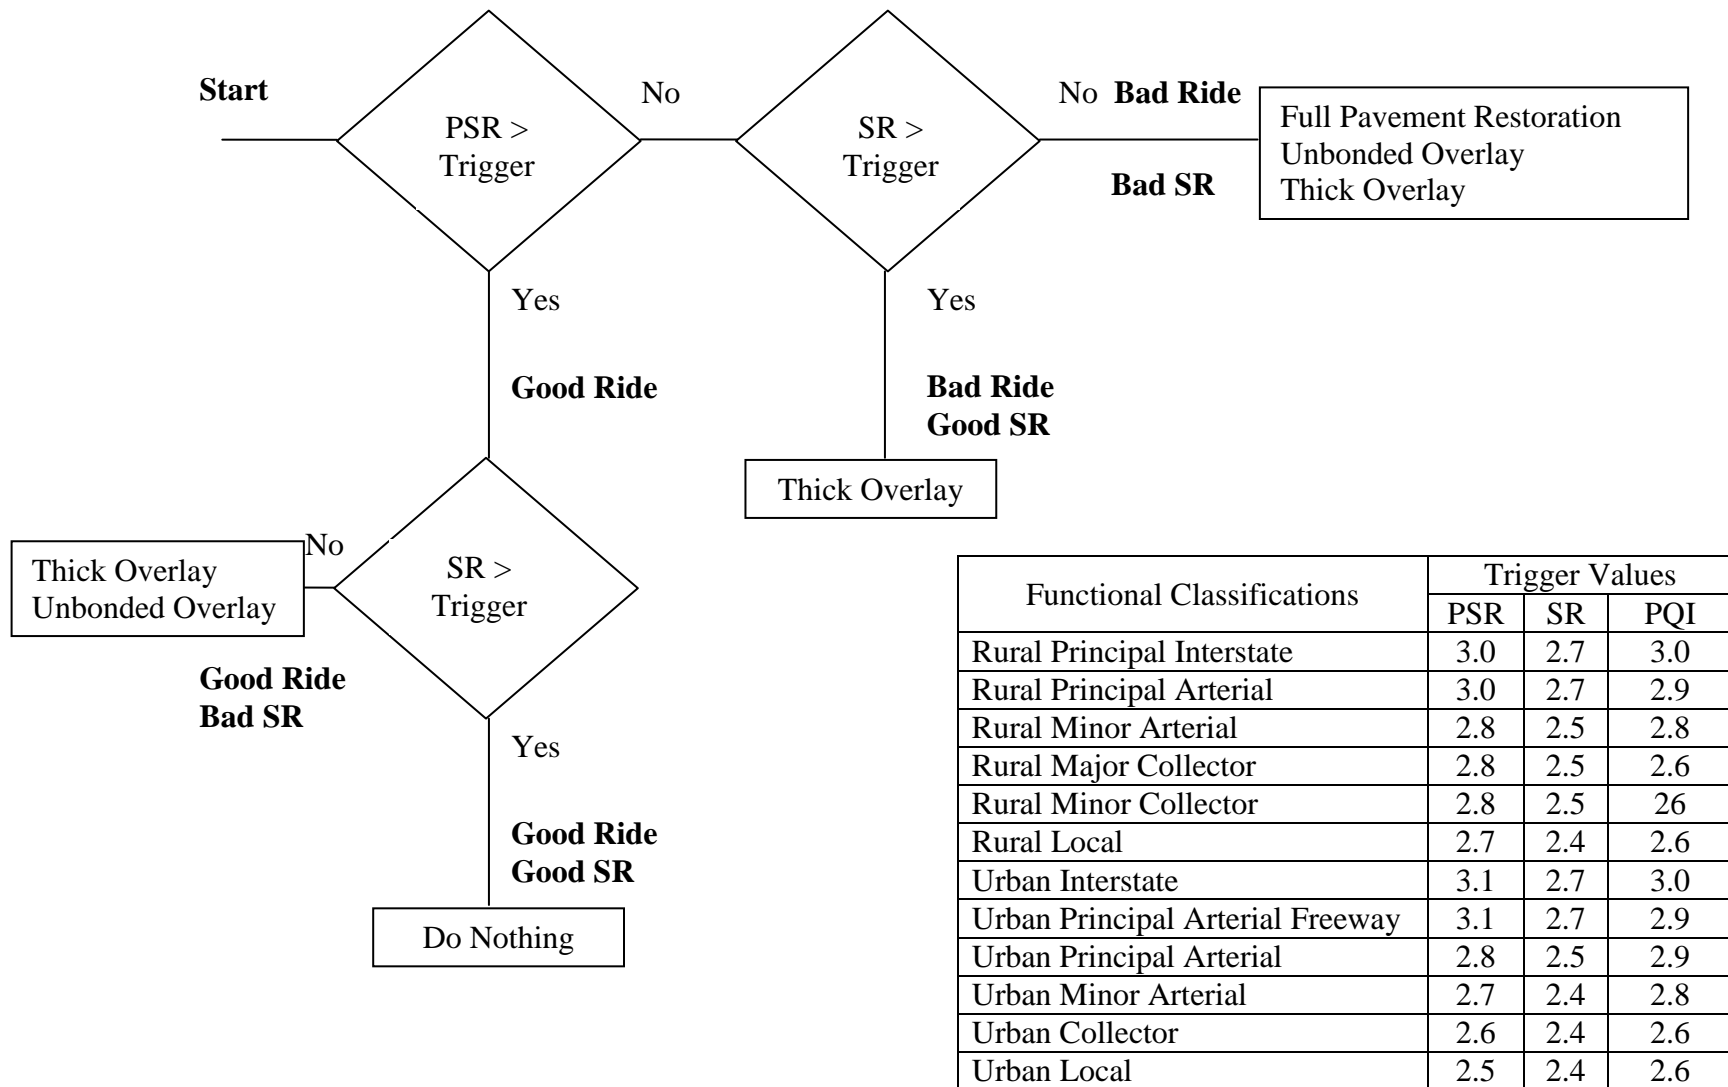 Start
PSR >
Trigger
No
SR >
Trigger
No Bad Ride
Bad SR
Full Pavement Restoration
Unbonded Overlay
Thick Overlay
Yes
Good Ride
Yes
Bad Ride
Good SR
Thick Overlay
No
Thick Overlay
Unbonded Overlay
SR >
Trigger
Good Ride
Bad SR
Yes
Good Ride
Good SR
Do Nothing
Functional Classifications Trigger Values
PSR SR PQI
Rural Principal Interstate 3.0 2.7 3.0
Rural Principal Arterial 3.0 2.7 2.9
Rural Minor Arterial 2.8 2.5 2.8
Rural Major Collector 2.8 2.5 2.6
Rural Minor Collector 2.8 2.5 26
Rural Local 2.7 2.4 2.6
Urban Interstate 3.1 2.7 3.0
Urban Principal Arterial Freeway 3.1 2.7 2.9
Urban Principal Arterial 2.8 2.5 2.9
Urban Minor Arterial 2.7 2.4 2.8
Urban Collector 2.6 2.4 2.6
Urban Local 2.5 2.4 2.6